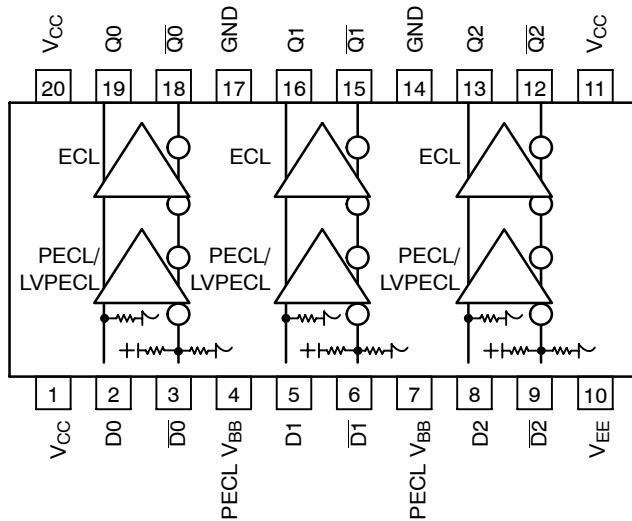 VCC Q0 Q0 GND Q1 Q1 GND Q2 Q2 VCC
20 19 18 17 16 15 14 13 12 11
ECL ECL ECL
PECL/ PECL/ PECL/
LVPECL LVPECL LVPECL
1 2 3 4 5 6 7 8 9 10
VCC D0 D0 PECL VBB D1 D1 PECL VBB D2 D2 VEE